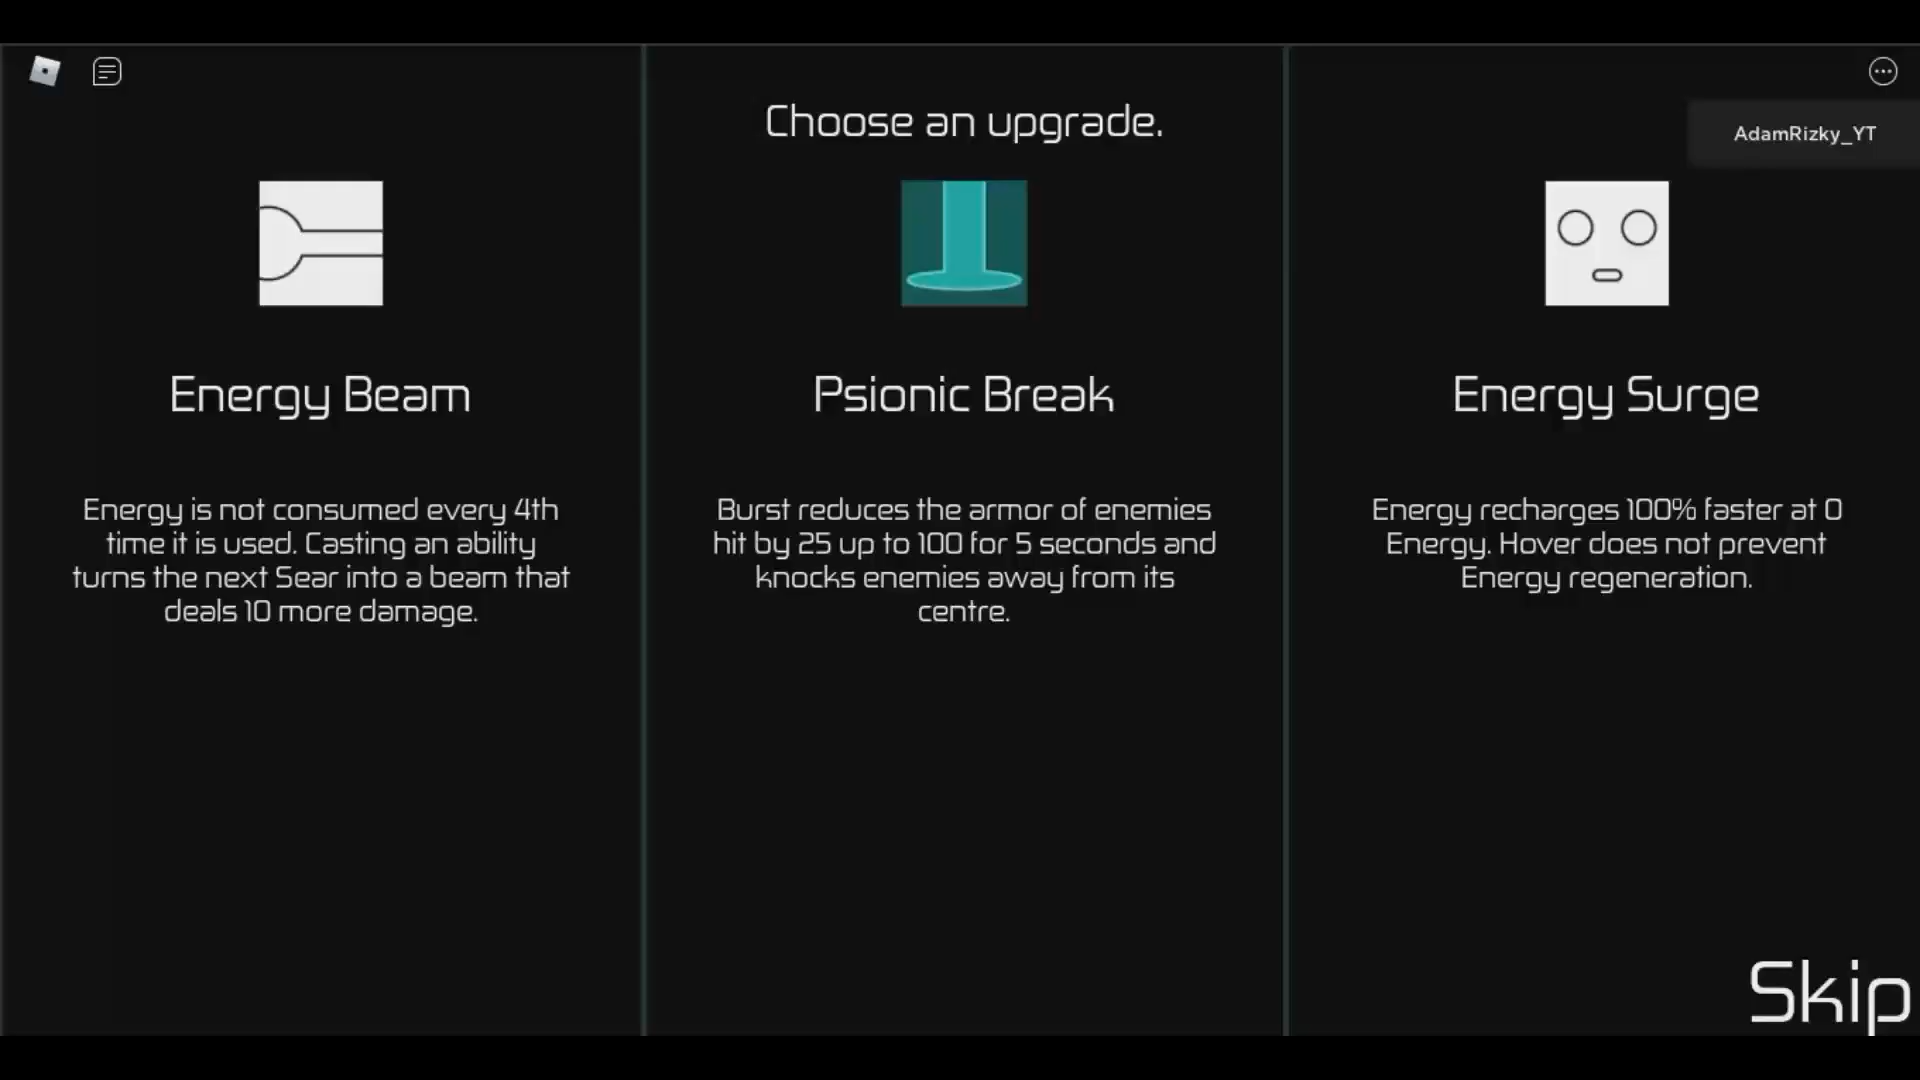 Choose an upgrade.
AdamRizky_YT
Energy Beam
Energy is not consumed every 4th
time it is used. Casting an ability
turns the next Sear into a beam that
deals 10 more damage.
Psionic Break
Burst reduces the armor of enemies
hit by 25 up to 100 for 5 seconds and
knocks enemies away from its
centre.
Energy Surge
Energy recharges 100% faster at 0
Energy. Hover does not prevent
Energy regeneration.
Skip